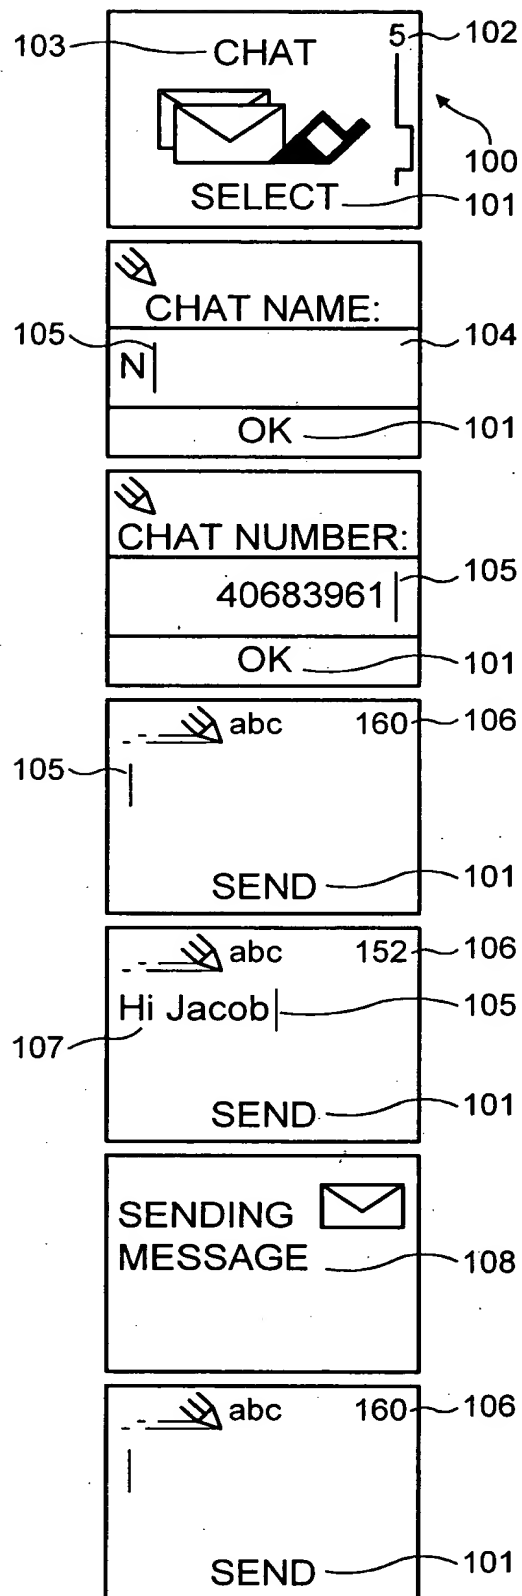 103 CHAT 5 102
100
SELECT 101
CHAT NAME:
105 104
N
OK 101
CHAT NUMBER:
40683961 105
OK 101
abc 160 106
105
SEND 101
abc 152 106
Hi Jacob 105
107
SEND 101
SENDING
MESSAGE 108
abc 160 106
SEND 101